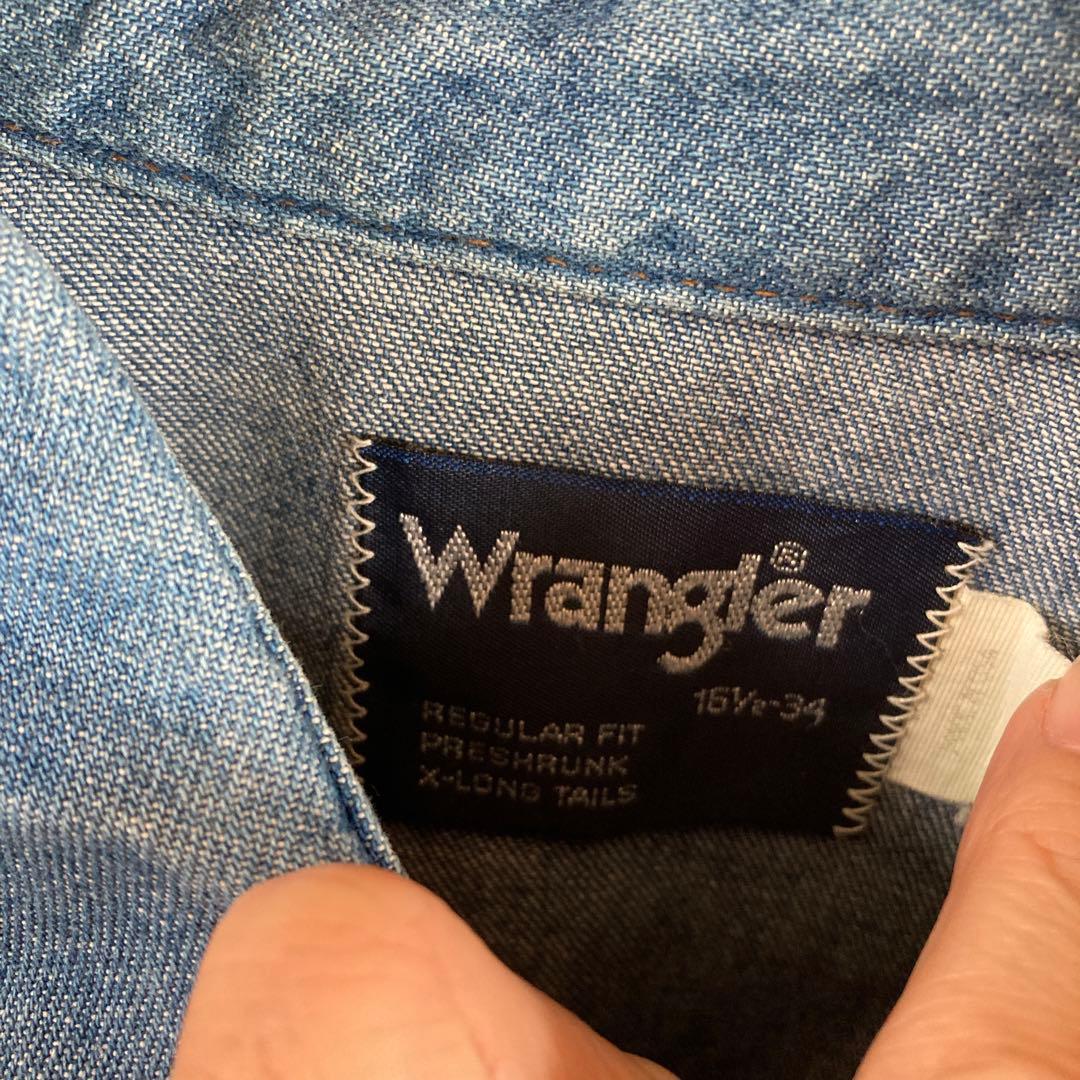 Wrangler®
16½-34
REGULAR FIT
PRESHRUNK
X-LONG TAILS